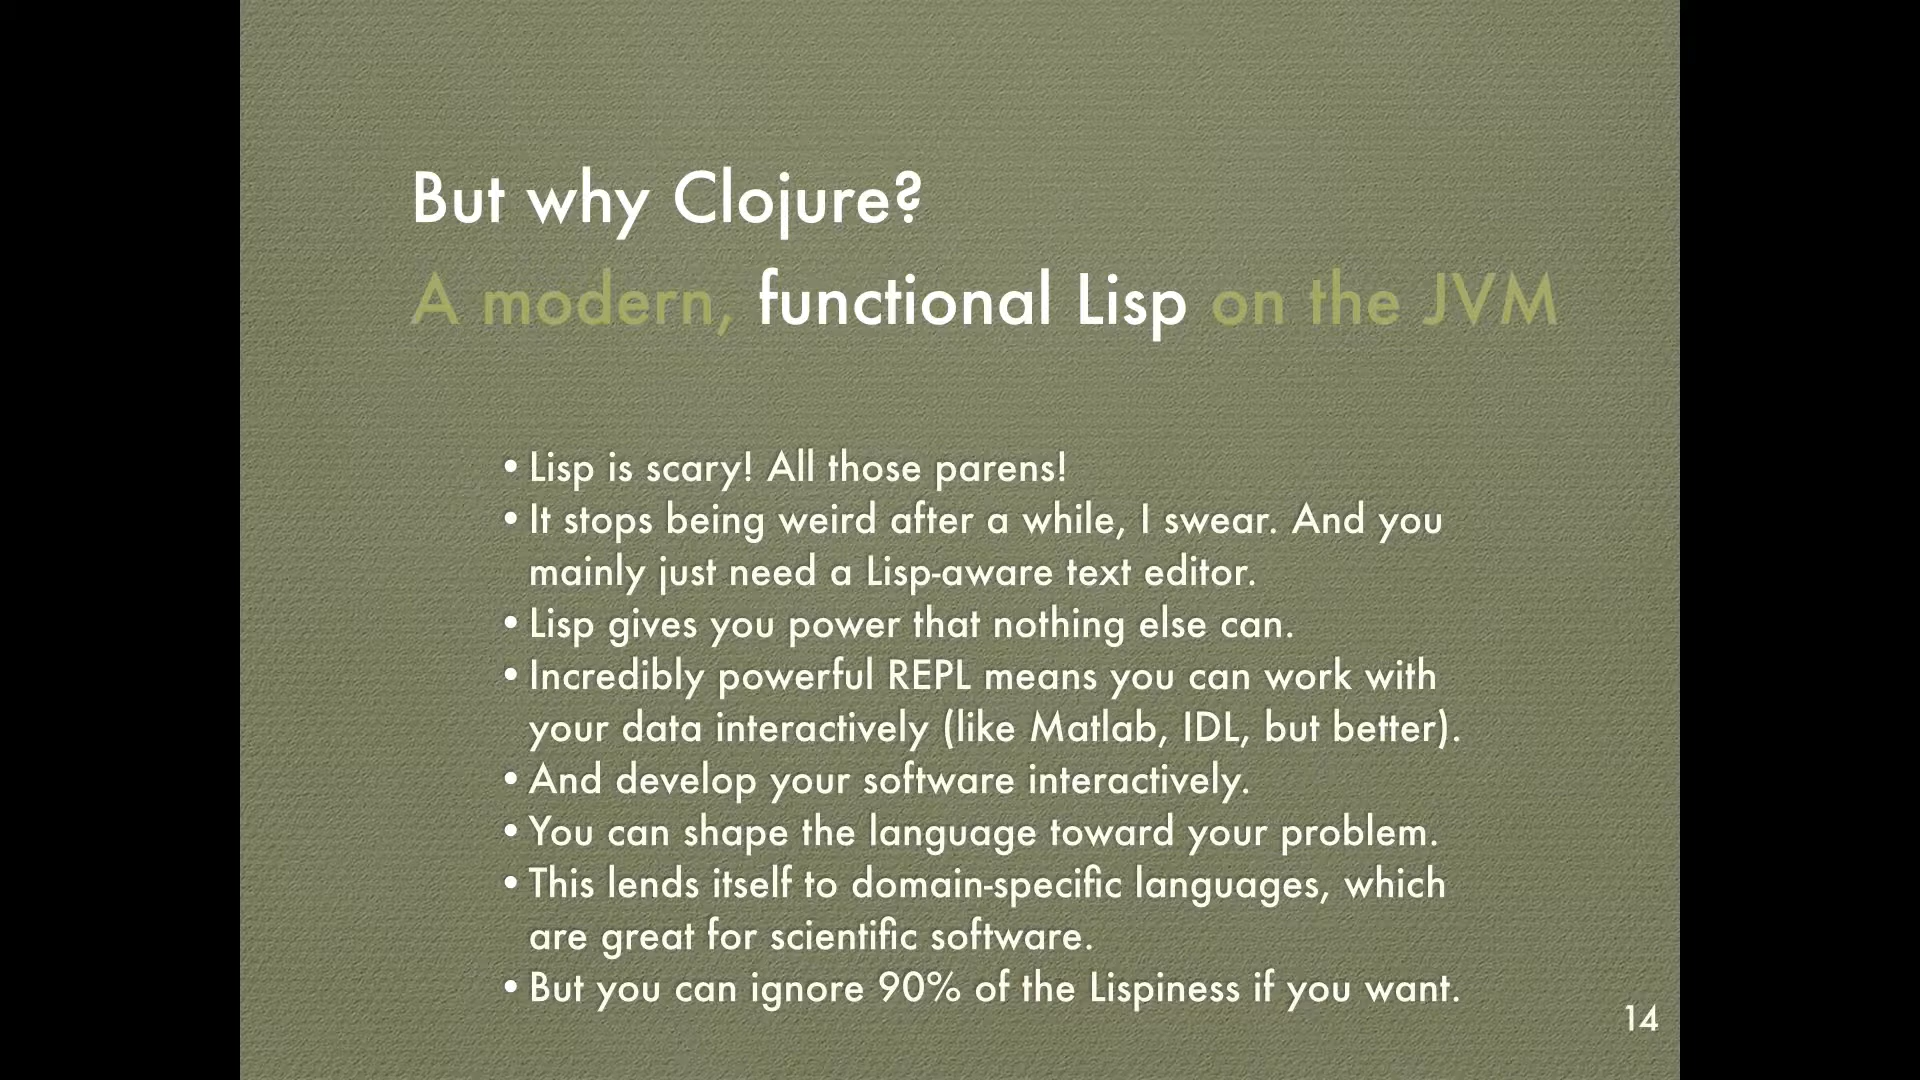 But why Clojure?
A modern, functional Lisp on the JVM
•Lisp is scary! All those parens!
•It stops being weird after a while, I swear. And you
mainly just need a Lisp-aware text editor.
•Lisp gives you power that nothing else can.
•Incredibly powerful REPL means you can work with
your data interactively (like Matlab, IDL, but better).
•And develop your software interactively.
•You can shape the language toward your problem.
•This lends itself to domain-specific languages, which
are great for scientific software.
•But you can ignore 90% of the Lispiness if you want.
14